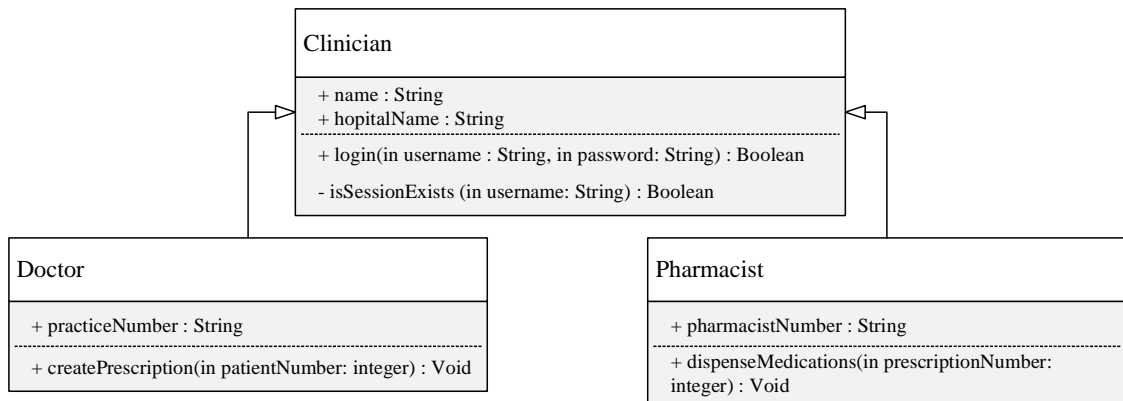 Clinician
+ name : String
+ hopitalName : String
+ login(in username : String, in password: String) : Boolean
- isSessionExists (in username: String) : Boolean
Doctor
+ practiceNumber : String
+ createPrescription(in patientNumber: integer) : Void
Pharmacist
+ pharmacistNumber : String
+ dispenseMedications(in prescriptionNumber:
integer) : Void